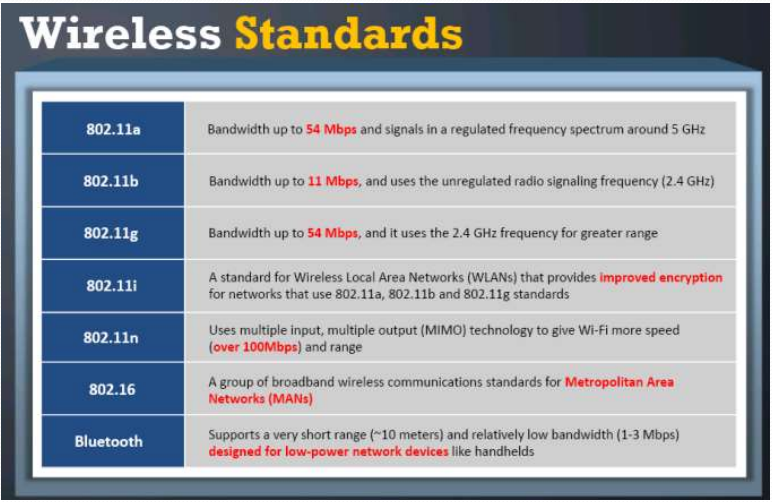 Wireless Standards
802.11a
Bandwidth up to 54 Mbps and signals in a regulated frequency spectrum around 5 GHz
802.11b
Bandwidth up to 11 Mbps, and uses the unregulated radio signaling frequency (2.4 GHz)
802.11g
Bandwidth up to 54 Mbps, and it uses the 2.4 GHz frequency for greater range
802.11i
A standard for Wireless Local Area Networks (WLANs) that provides improved encryption
for networks that use 802.11a, 802.11b and 802.11g standards
802.11n
Uses multiple input, multiple output (MIMO) technology to give Wi-Fi more speed
(over 100Mbps) and range
802.16
A group of broadband wireless communications standards for Metropolitan Area
Networks (MANs)
Bluetooth
Supports a very short range (~10 meters) and relatively low bandwidth (1-3 Mbps)
designed for low-power network devices like handhelds